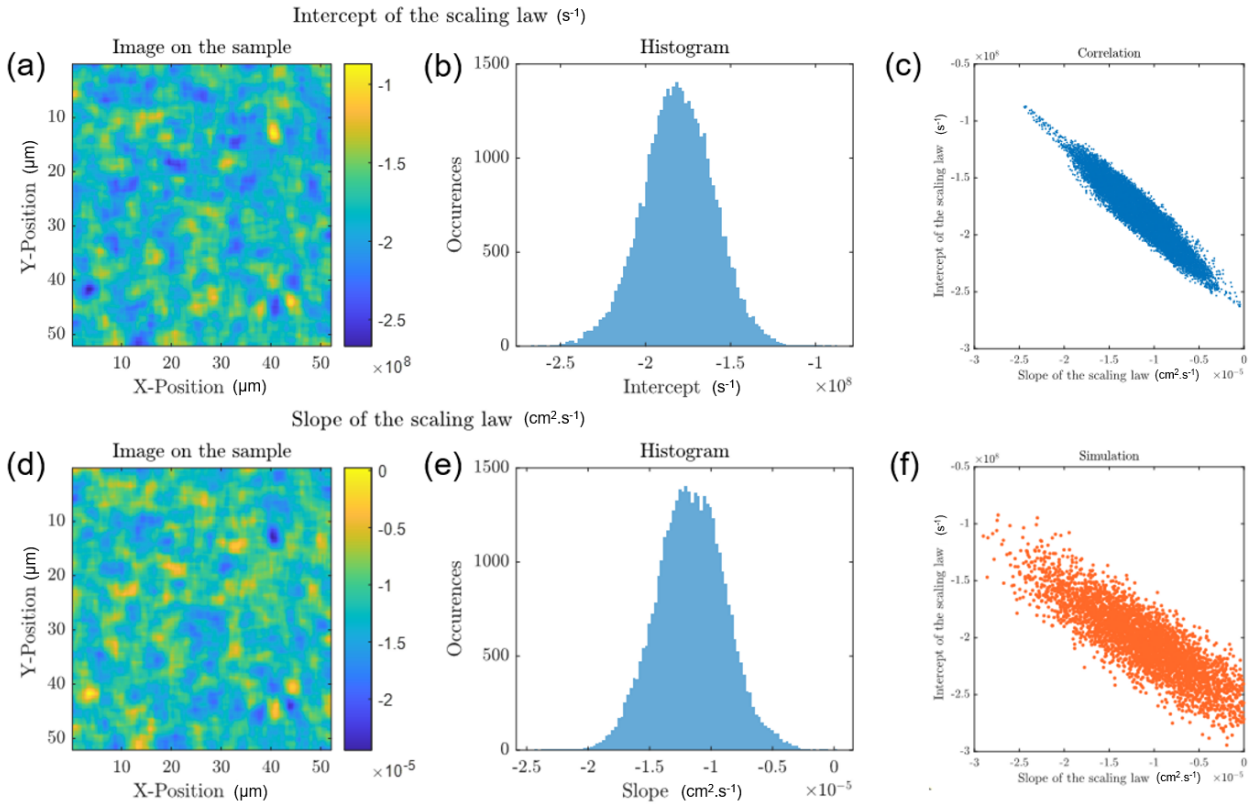 Intercept of the scaling law (s⁻¹)
(a)
Image on the sample
10
20
30
40
50
10 20 30 40 50
Y-Position (μm)
X-Position (μm)
-1
-1.5
-2
-2.5
×10⁸
(b)
Histogram
1500
1000
500
0
-2.5 -2 -1.5 -1
Occurences
Intercept (s⁻¹)
×10⁸
(c)
Correlation
×10⁸
-0.5
-1
-1.5
-2
-2.5
-3
-3 -2.5 -2 -1.5 -1 -0.5 0
Intercept of the scaling law (s⁻¹)
Slope of the scaling law (cm².s⁻¹) ×10⁻⁵
Slope of the scaling law (cm².s⁻¹)
(d)
Image on the sample
10
20
30
40
50
10 20 30 40 50
Y-Position (μm)
X-Position (μm)
0
-0.5
-1
-1.5
-2
×10⁻⁵
(e)
Histogram
1500
1000
500
0
-2.5 -2 -1.5 -1 -0.5 0
Occurences
Slope (cm².s⁻¹)
×10⁻⁵
(f)
Simulation
×10⁸
-0.5
-1
-1.5
-2
-2.5
-3
-3 -2.5 -2 -1.5 -1 -0.5 0
Intercept of the scaling law (s⁻¹)
Slope of the scaling law (cm².s⁻¹) ×10⁻⁵